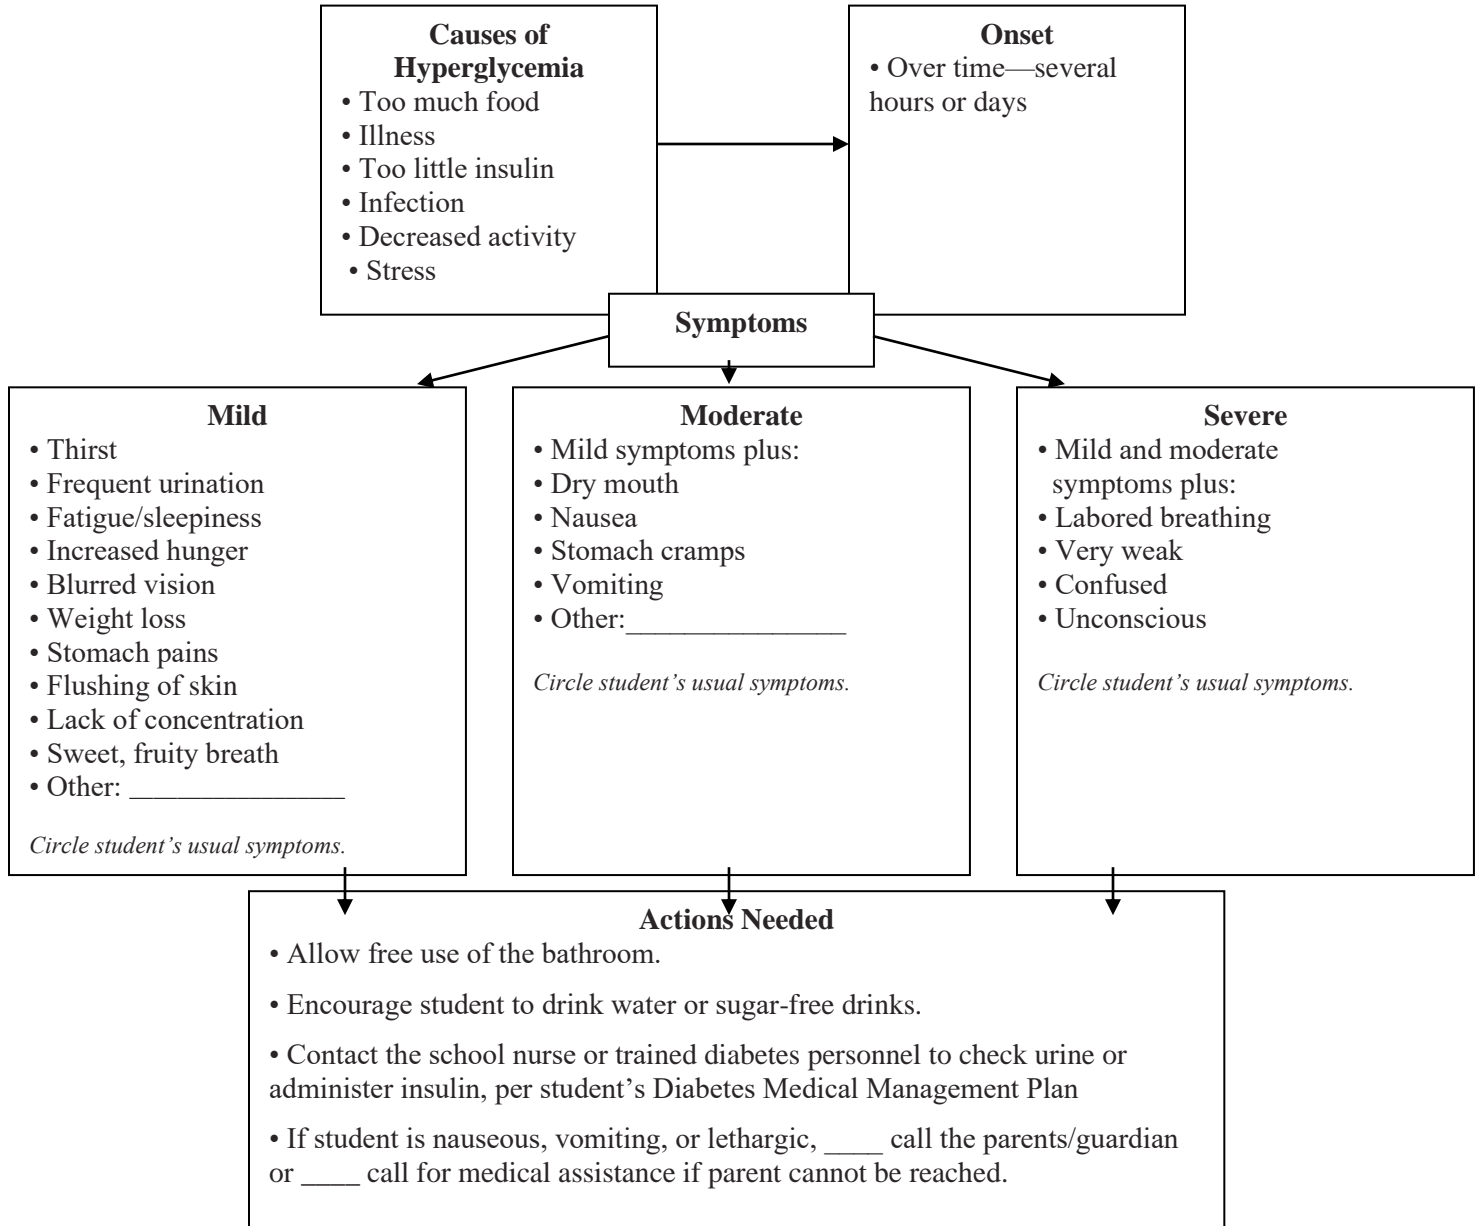 Causes of
Hyperglycemia
• Too much food
• Illness
• Too little insulin
• Infection
• Decreased activity
• Stress
Onset
• Over time—several
hours or days
Symptoms
Mild
• Thirst
• Frequent urination
• Fatigue/sleepiness
• Increased hunger
• Blurred vision
• Weight loss
• Stomach pains
• Flushing of skin
• Lack of concentration
• Sweet, fruity breath
• Other: __________________
Circle student’s usual symptoms.
Moderate
• Mild symptoms plus:
• Dry mouth
• Nausea
• Stomach cramps
• Vomiting
• Other:_______________
Circle student’s usual symptoms.
Severe
• Mild and moderate
symptoms plus:
• Labored breathing
• Very weak
• Confused
• Unconscious
Circle student’s usual symptoms.
Actions Needed
• Allow free use of the bathroom.
• Encourage student to drink water or sugar-free drinks.
• Contact the school nurse or trained diabetes personnel to check urine or
administer insulin, per student’s Diabetes Medical Management Plan
• If student is nauseous, vomiting, or lethargic, ____ call the parents/guardian
or ____ call for medical assistance if parent cannot be reached.